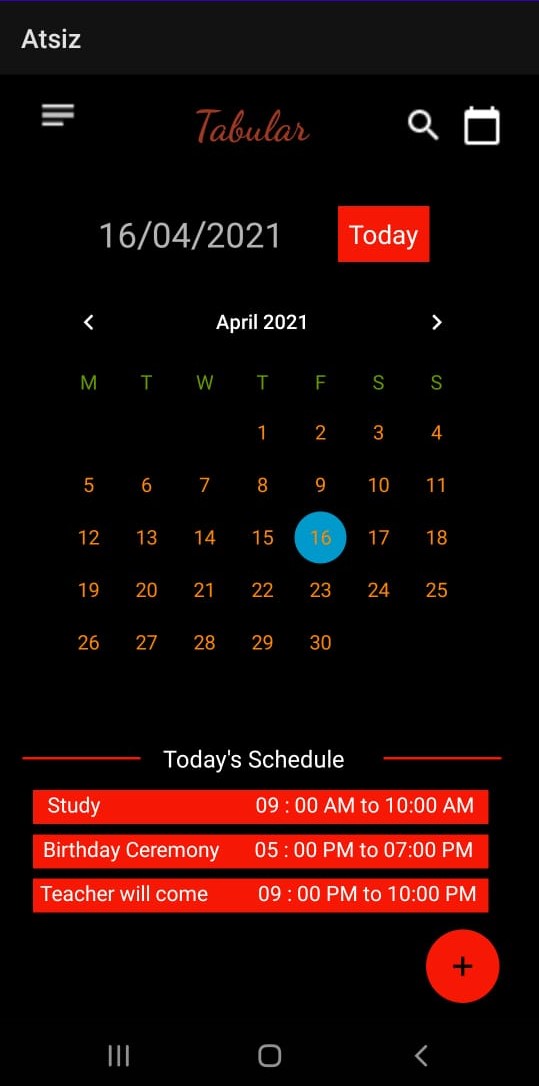 Atsiz
Tabular
16/04/2021 Today
April 2021
M T W T F S S
1 2 3 4
5 6 7 8 9 10 11
12 13 14 15 16 17 18
19 20 21 22 23 24 25
26 27 28 29 30
Today's Schedule
Study 09 : 00 AM to 10:00 AM
Birthday Ceremony 05 : 00 PM to 07:00 PM
Teacher will come 09 : 00 PM to 10:00 PM
+